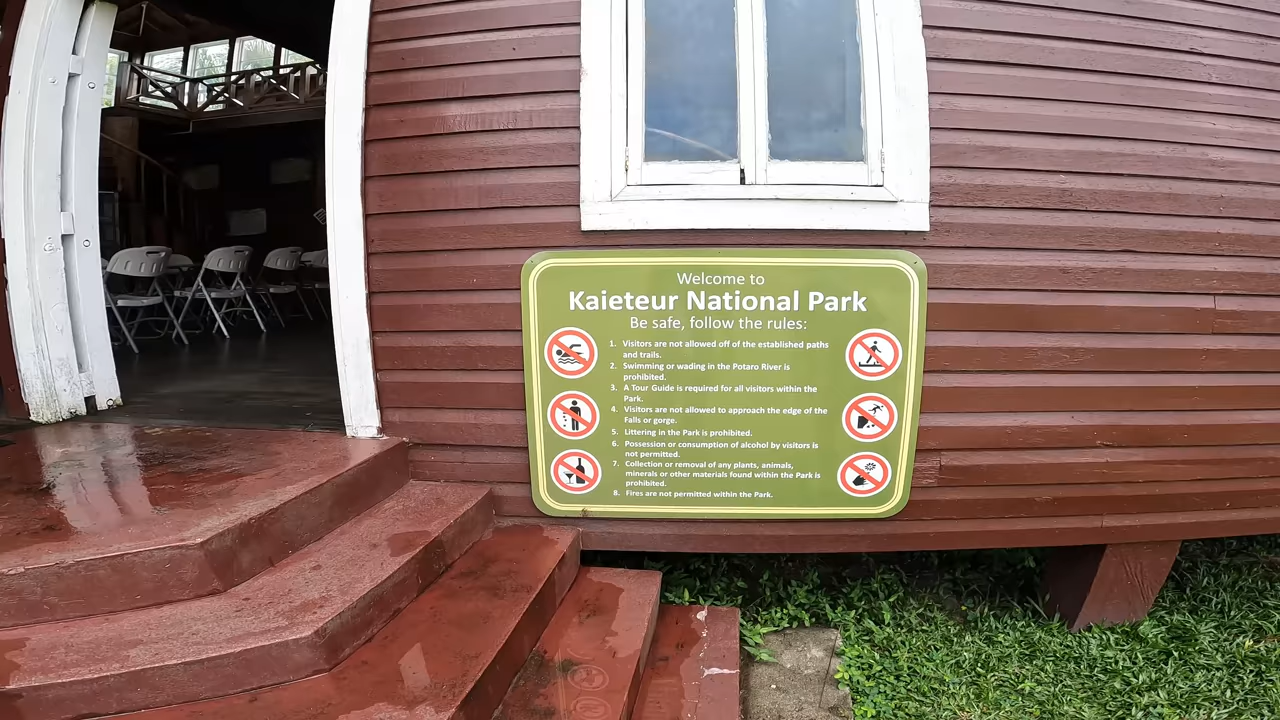 Welcome to
Kaieteur National Park
Be safe, follow the rules:
1. Visitors are not allowed off of the established paths
and trails.
2. Swimming or wading in the Potaro River is
prohibited.
3. A Tour Guide is required for all visitors within the
Park.
4. Visitors are not allowed to approach the edge of the
Falls or gorge.
5. Littering in the Park is prohibited.
6. Possession or consumption of alcohol by visitors is
not permitted.
7. Collection or removal of any plants, animals,
minerals or other materials found within the Park is
prohibited.
8. Fires are not permitted within the Park.